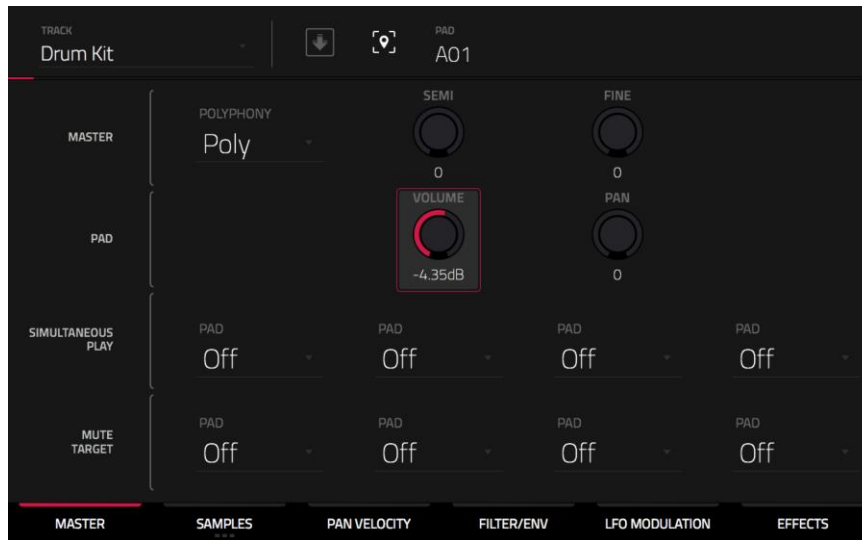 TRACK
Drum Kit
PAD
A01
MASTER
POLYPHONY
Poly
SEMI
0
FINE
0
PAD
VOLUME
-4.35dB
PAN
0
SIMULTANEOUS
PLAY
PAD
Off
PAD
Off
PAD
Off
PAD
Off
MUTE
TARGET
PAD
Off
PAD
Off
PAD
Off
PAD
Off
MASTER
SAMPLES
PAN VELOCITY
FILTER/ENV
LFO MODULATION
EFFECTS